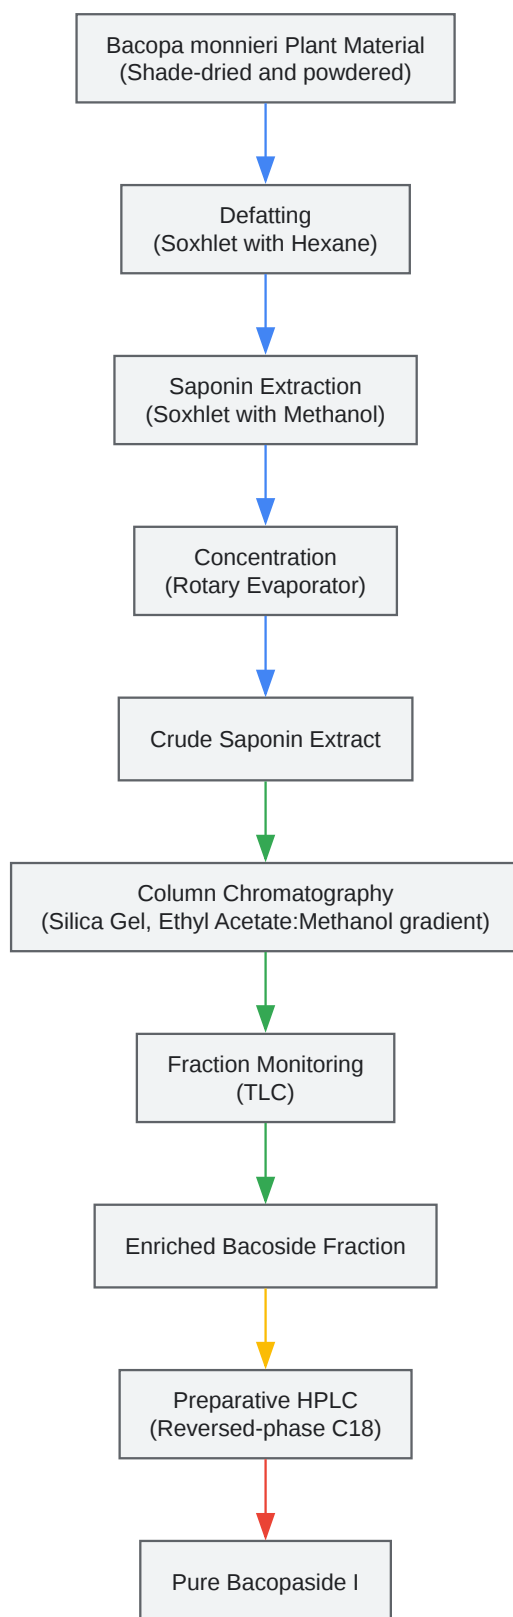 Bacopa monnieri Plant Material
(Shade-dried and powdered)
Defatting
(Soxhlet with Hexane)
Saponin Extraction
(Soxhlet with Methanol)
Concentration
(Rotary Evaporator)
Crude Saponin Extract
Column Chromatography
(Silica Gel, Ethyl Acetate:Methanol gradient)
Fraction Monitoring
(TLC)
Enriched Bacoside Fraction
Preparative HPLC
(Reversed-phase C18)
Pure Bacopaside I